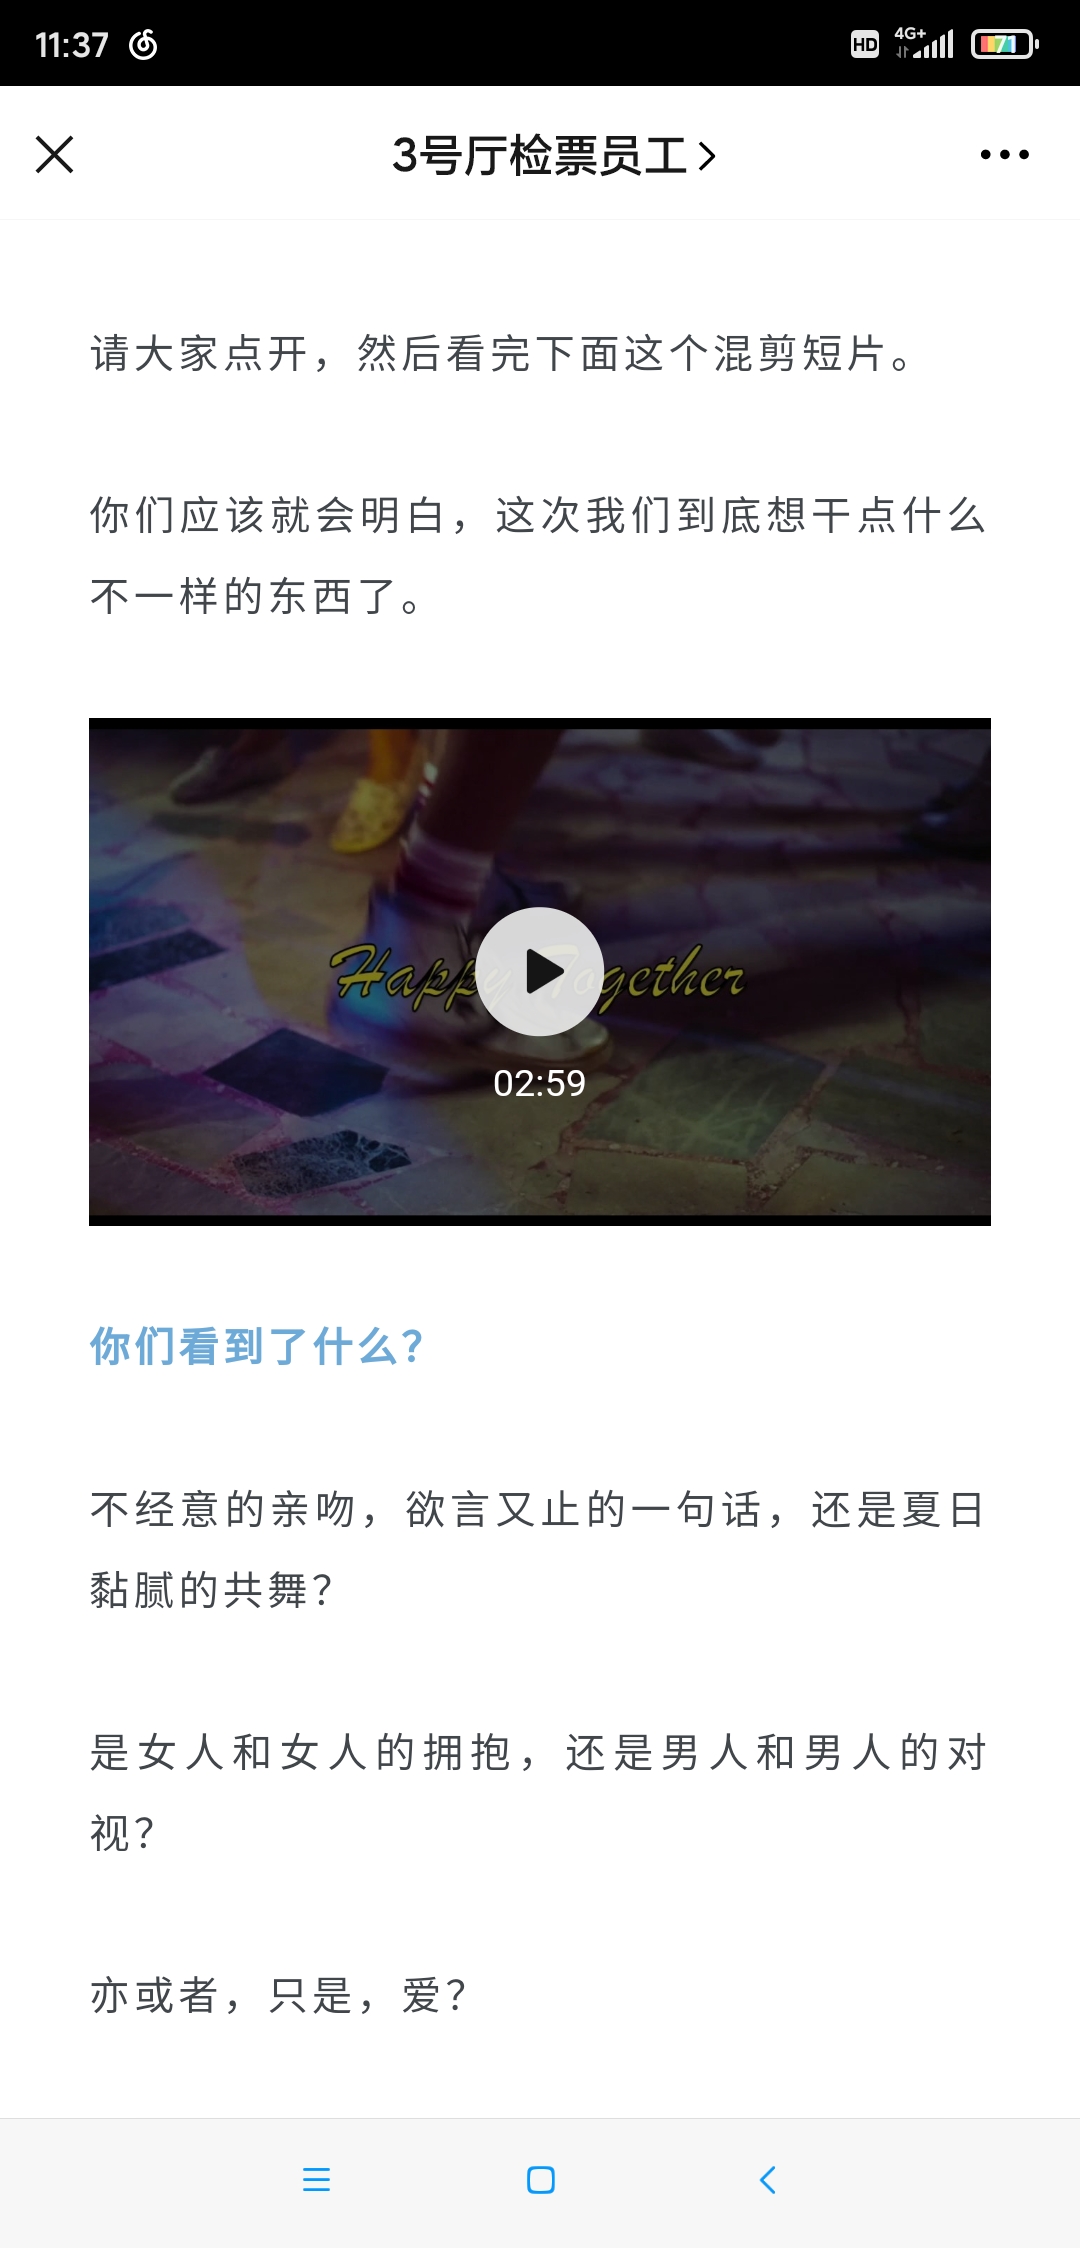 11:37
HD 4G+ 71
3号厅检票员工
请大家点开，然后看完下面这个混剪短片。
你们应该就会明白，这次我们到底想干点什么
不一样的东西了。
Happy Together
02:59
你们看到了什么？
不经意的亲吻，欲言又止的一句话，还是夏日
黏腻的共舞？
是女人和女人的拥抱，还是男人和男人的对
视？
亦或者，只是，爱？